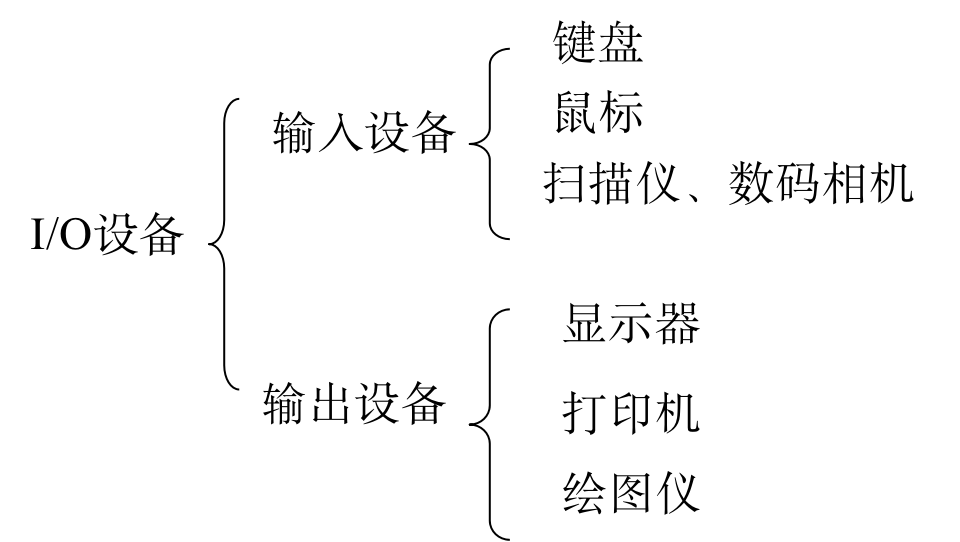 键盘
鼠标
输入设备
扫描仪、数码相机
I/O设备
显示器
输出设备
打印机
绘图仪